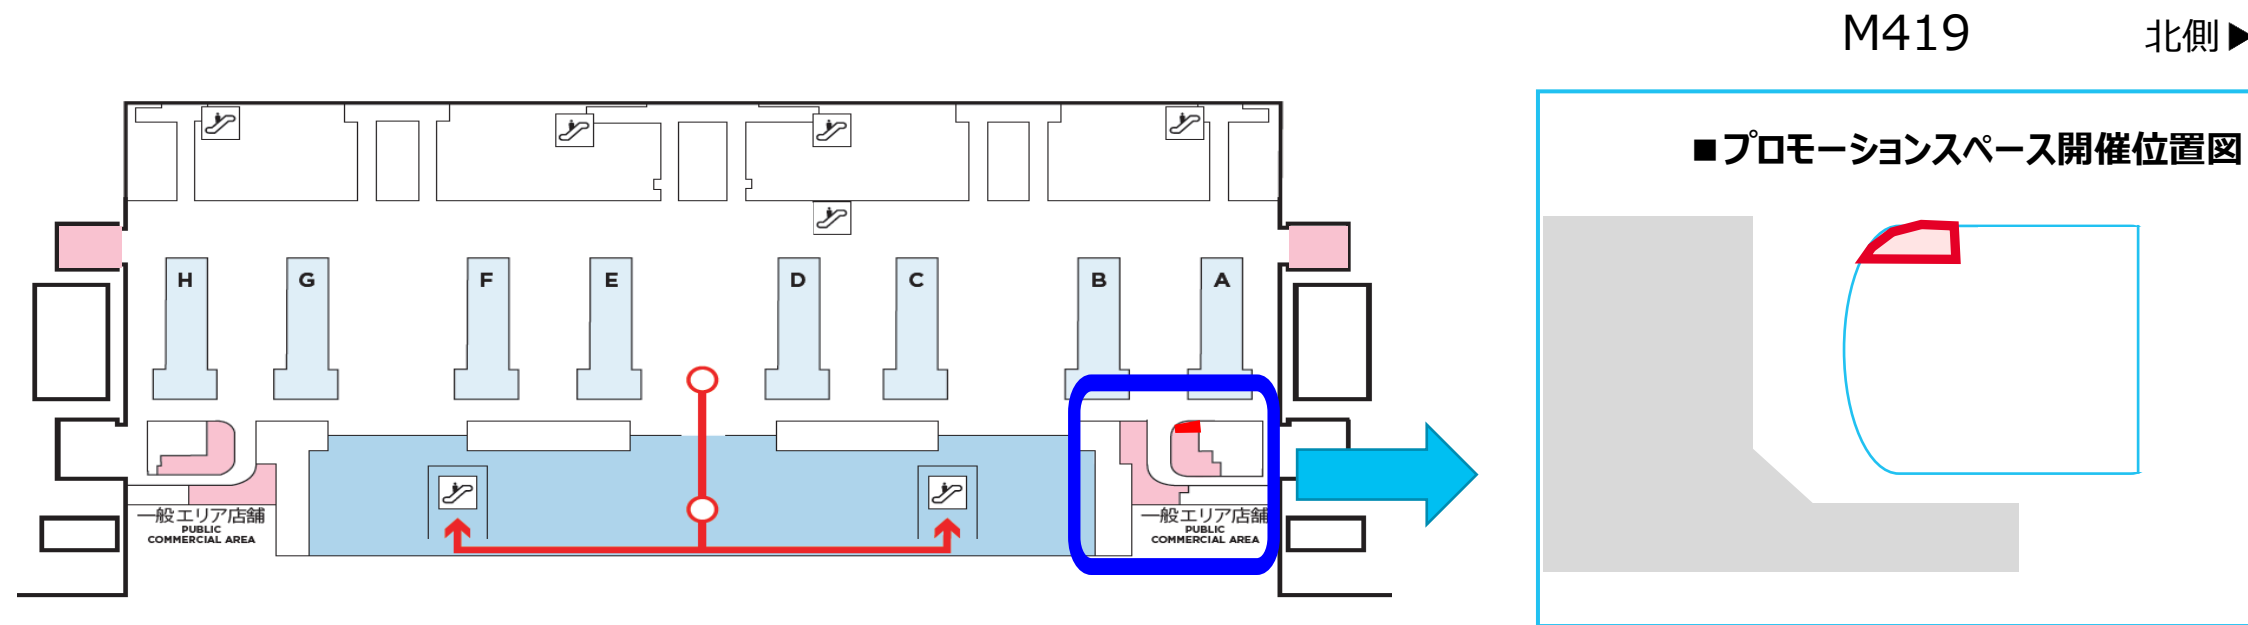 M419 北側▶
■プロモーションスペース開催位置図
H G F E D C B A
一般エリア店舗
PUBLIC
COMMERCIAL AREA
一般エリア店舗
PUBLIC
COMMERCIAL AREA